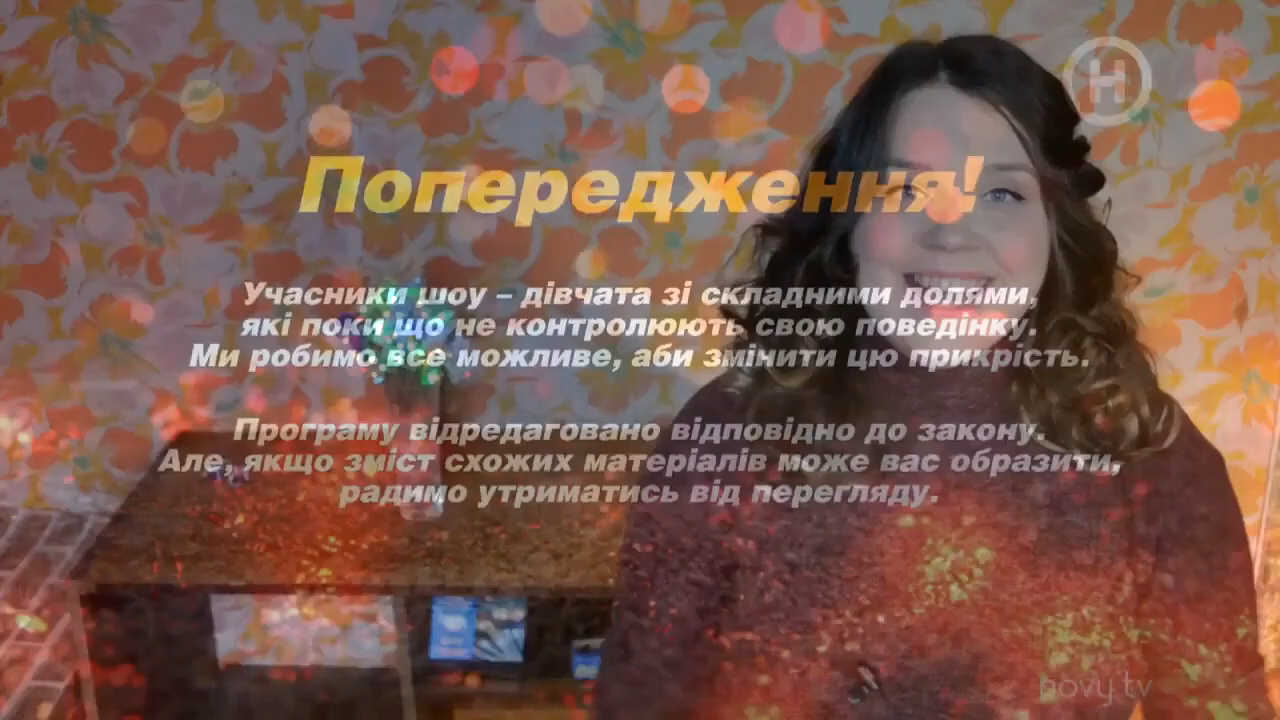 Н
Попередження!
Учасники шоу – дівчата зі складними долями,
які поки що не контролюють свою поведінку.
Ми робимо все можливе, аби змінити цю прикрість.
Програму відредаговано відповідно до закону.
Але, якщо зміст схожих матеріалів може вас образити,
радимо утриматись від перегляду.
novy.tv